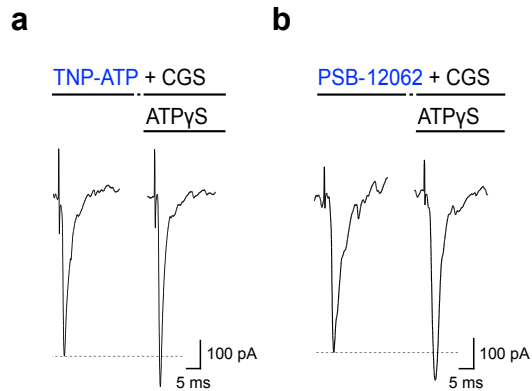 a
TNP-ATP + CGS
ATPγS
100 pA
5 ms
b
PSB-12062 + CGS
ATPγS
100 pA
5 ms